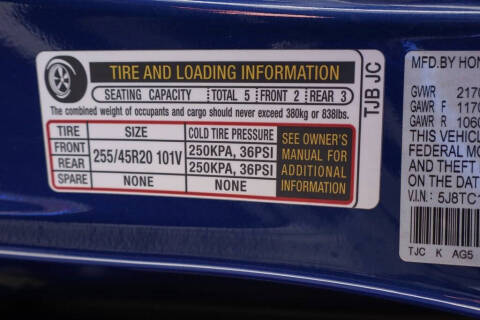 TIRE AND LOADING INFORMATION
SEATING CAPACITY TOTAL 5 FRONT 2 REAR 3
The combined weight of occupants and cargo should never exceed 380kg or 838lbs.
TIRE SIZE COLD TIRE PRESSURE
FRONT 255/45R20 101V 250KPA, 36PSI
REAR 250KPA, 36PSI
SPARE NONE NONE
SEE OWNER'S
MANUAL FOR
ADDITIONAL
INFORMATION
TJB JC
MFD.BY HON
GVWR 217
GAWR F 117
GAWR R 106
THIS VEHICL
FEDERAL MO
AND THEFT
ON THE DAT
V.I.N.: 5J8TC
TJC K AG5